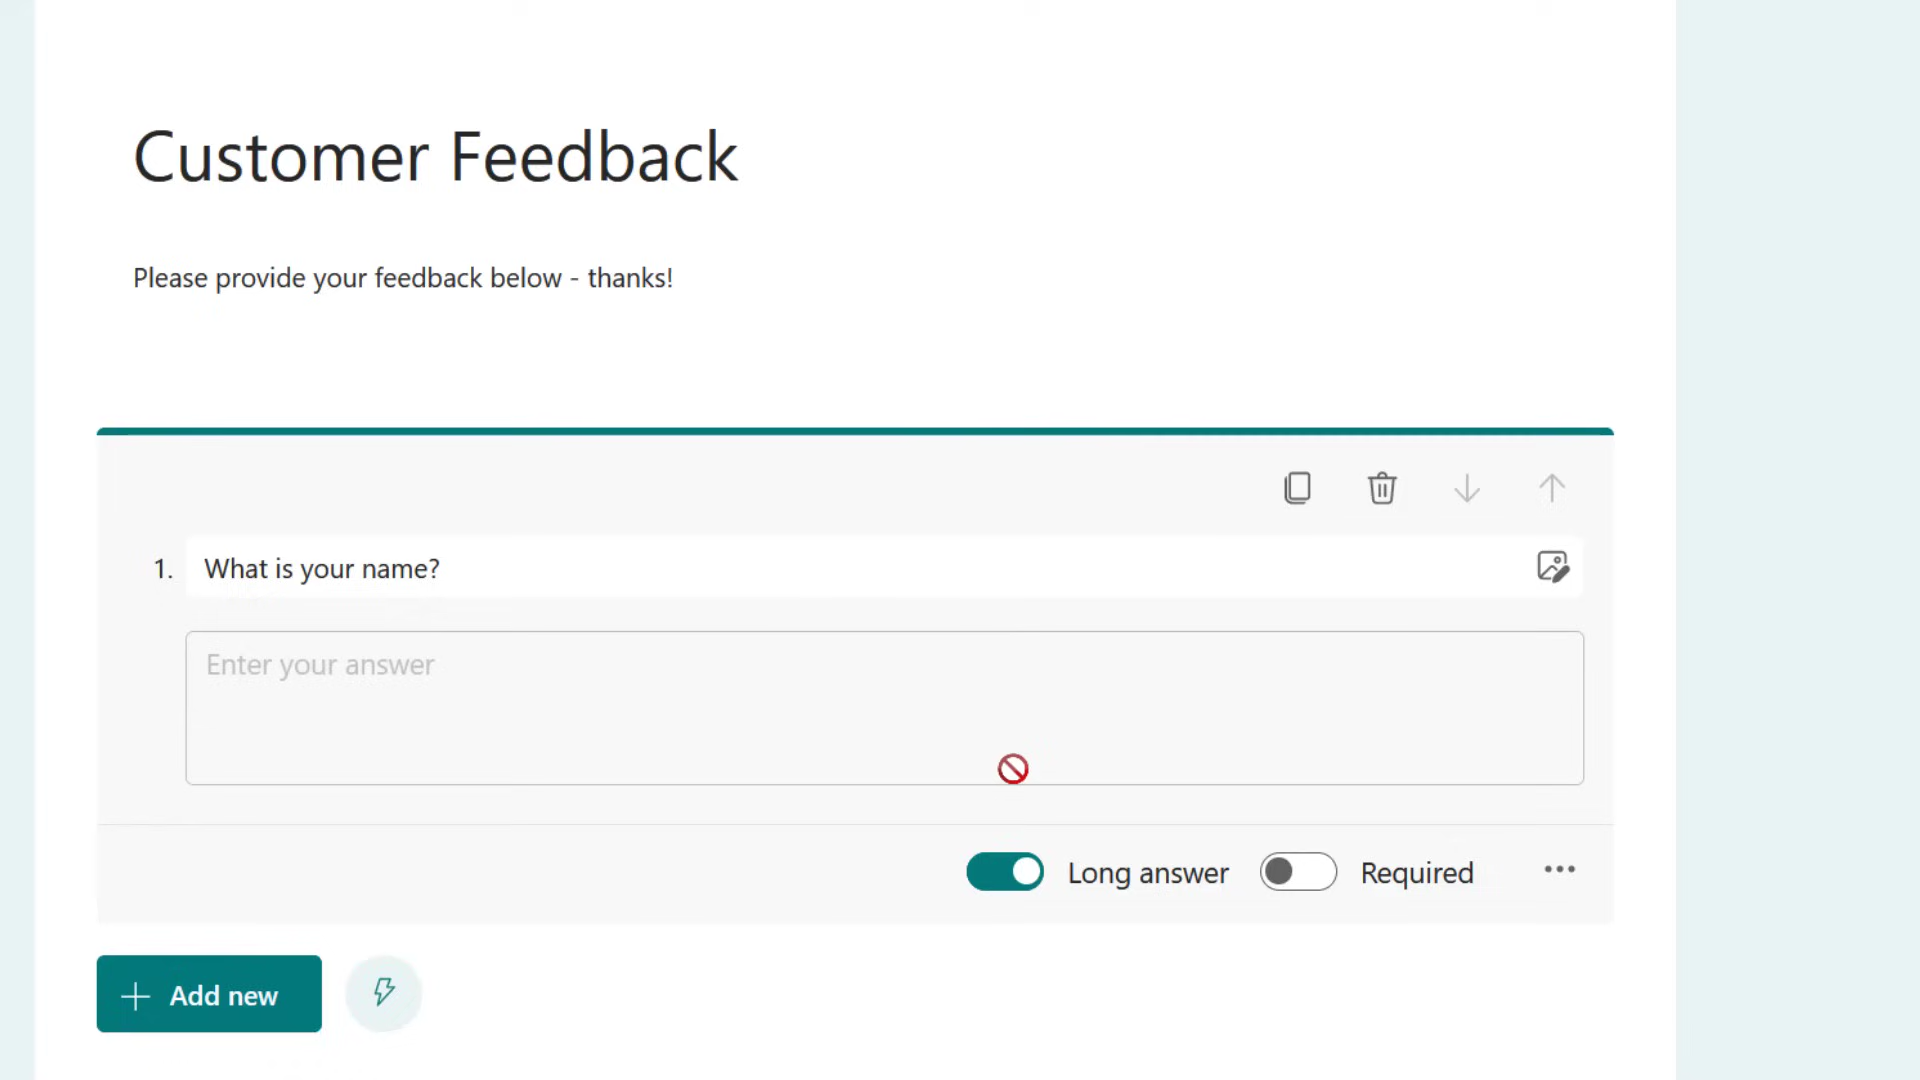 Customer Feedback
Please provide your feedback below - thanks!
1. What is your name?
Enter your answer
Long answer Required
Add new